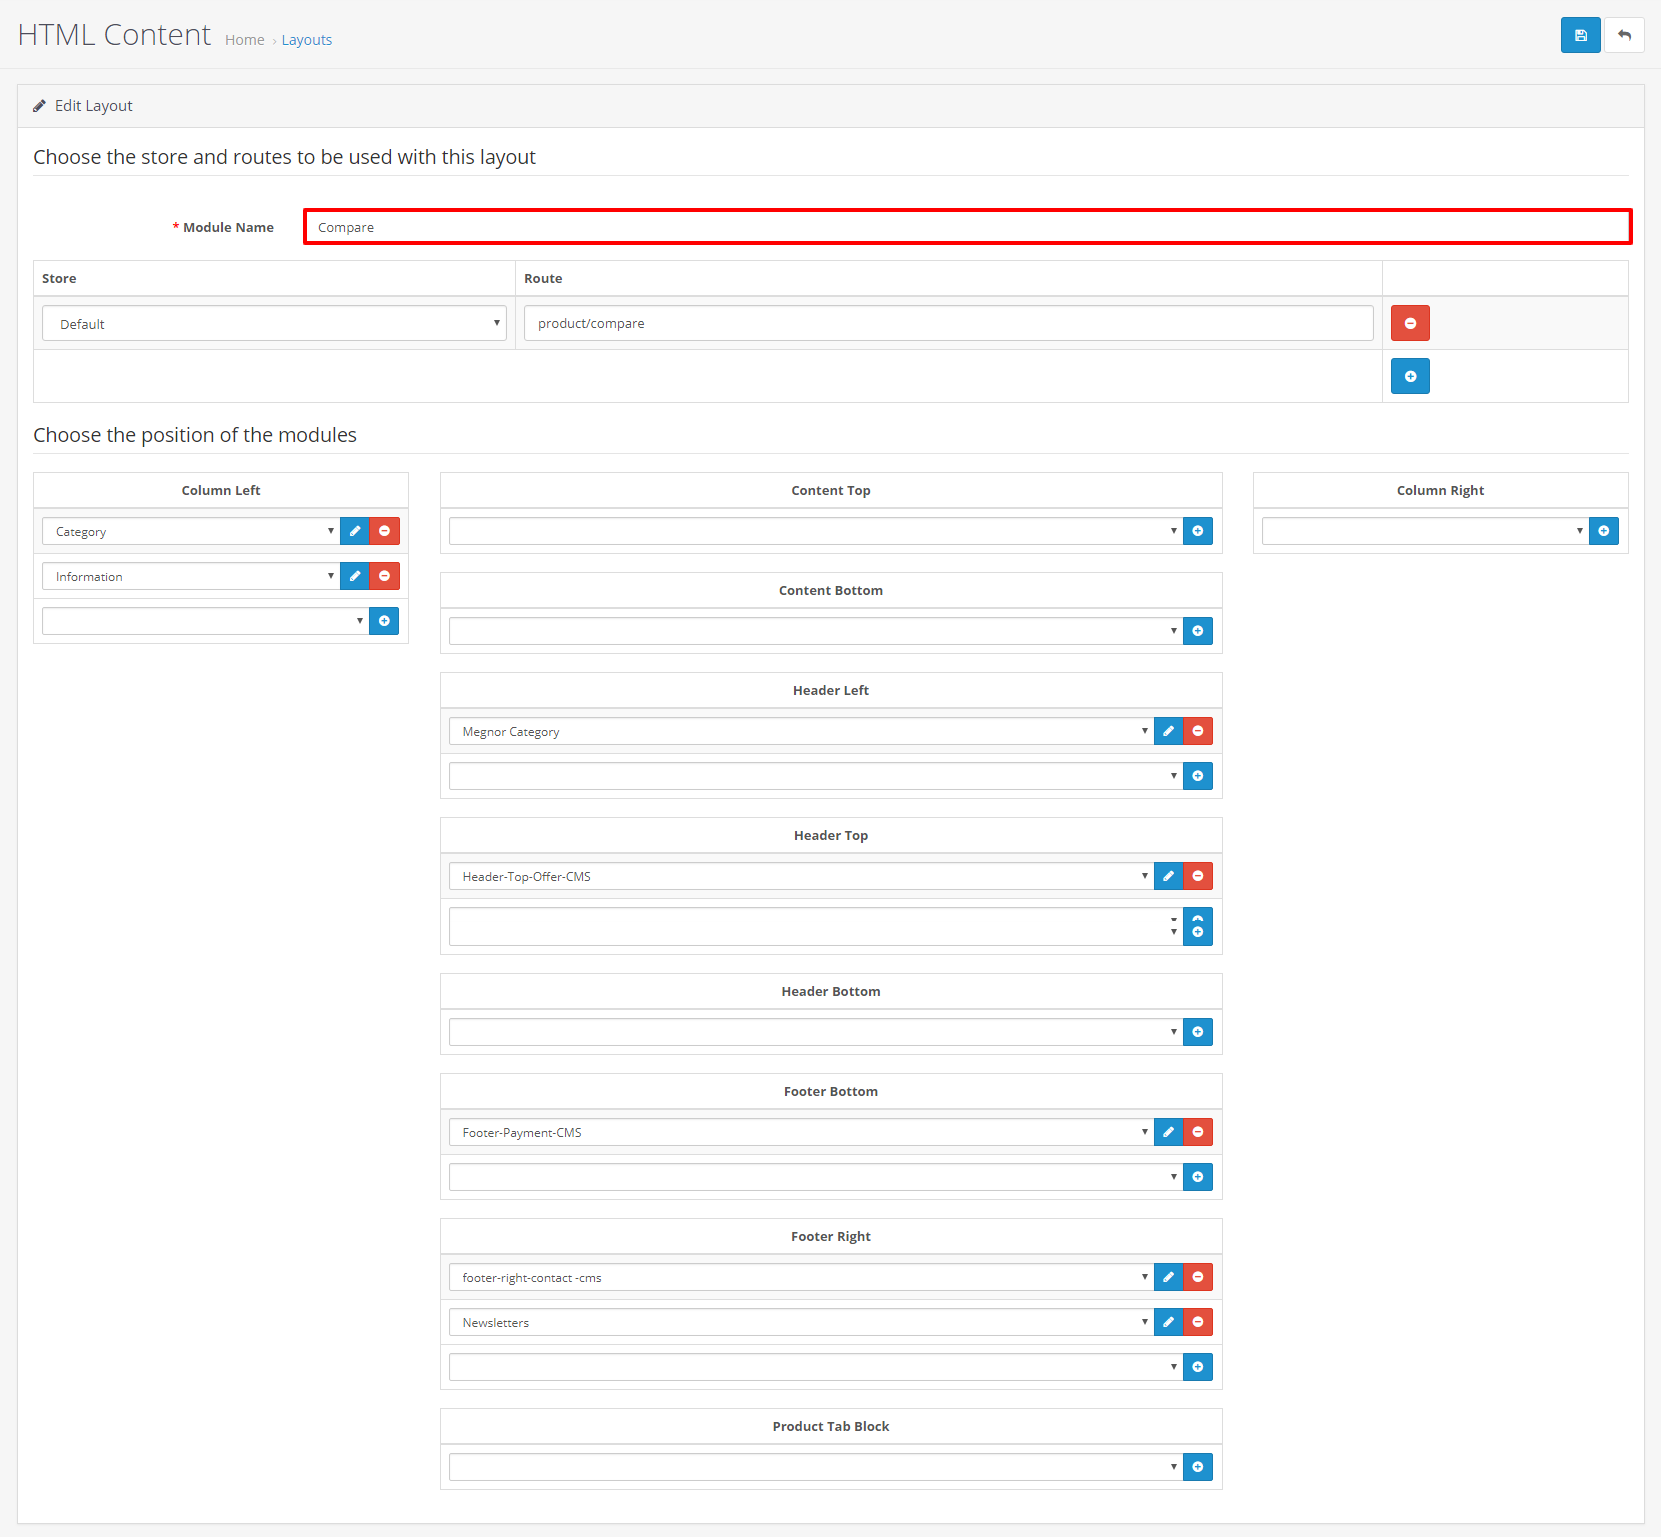 HTML Content Home › Layouts
Edit Layout
Choose the store and routes to be used with this layout
* Module Name Compare
Store Route
Default product/compare
Choose the position of the modules
Column Left
Category
Information
Content Top
Content Bottom
Header Left
Megnor Category
Header Top
Header-Top-Offer-CMS
Header Bottom
Footer Bottom
Footer-Payment-CMS
Footer Right
footer-right-contact -cms
Newsletters
Product Tab Block
Column Right